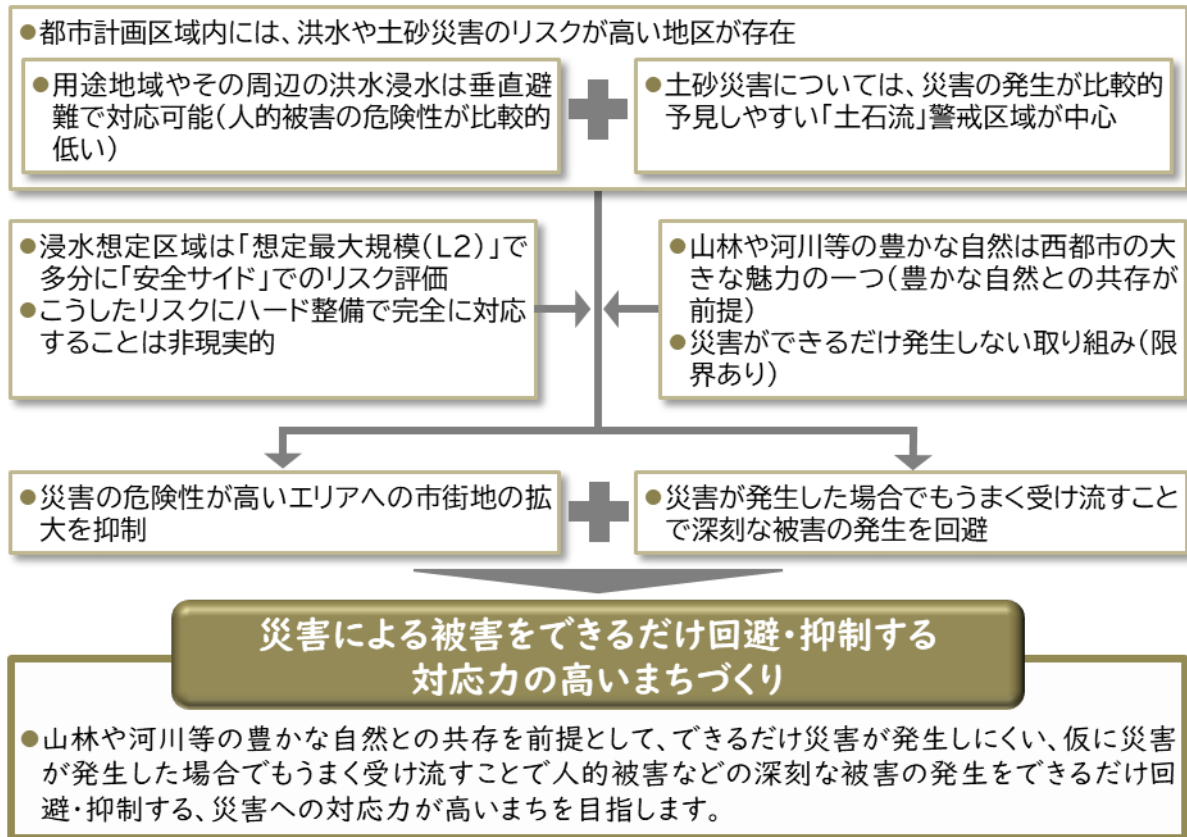 ●都市計画区域内には、洪水や土砂災害のリスクが高い地区が存在
●用途地域やその周辺の洪水浸水は垂直避
難で対応可能(人的被害の危険性が比較的
低い)
●土砂災害については、災害の発生が比較的
予見しやすい「土石流」警戒区域が中心
●浸水想定区域は「想定最大規模(L2)」で
多分に「安全サイド」でのリスク評価
●こうしたリスクにハード整備で完全に対応
することは非現実的
●山林や河川等の豊かな自然は西都市の大
きな魅力の一つ(豊かな自然との共存が
前提)
●災害ができるだけ発生しない取り組み(限
界あり)
●災害の危険性が高いエリアへの市街地の拡
大を抑制
●災害が発生した場合でもうまく受け流すこと
で深刻な被害の発生を回避
災害による被害をできるだけ回避・抑制する
対応力の高いまちづくり
●山林や河川等の豊かな自然との共存を前提として、できるだけ災害が発生しにくい、仮に災害
が発生した場合でもうまく受け流すことで人的被害などの深刻な被害の発生をできるだけ回
避・抑制する、災害への対応力が高いまちを目指します。